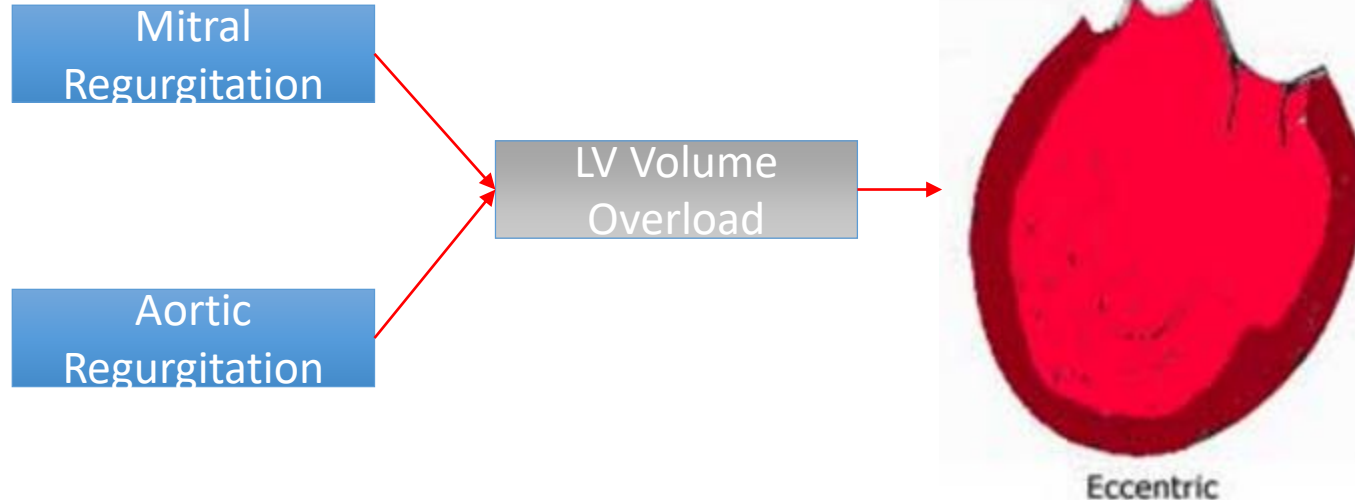 Mitral
Regurgitation
LV Volume
Overload
Aortic
Regurgitation
Eccentric